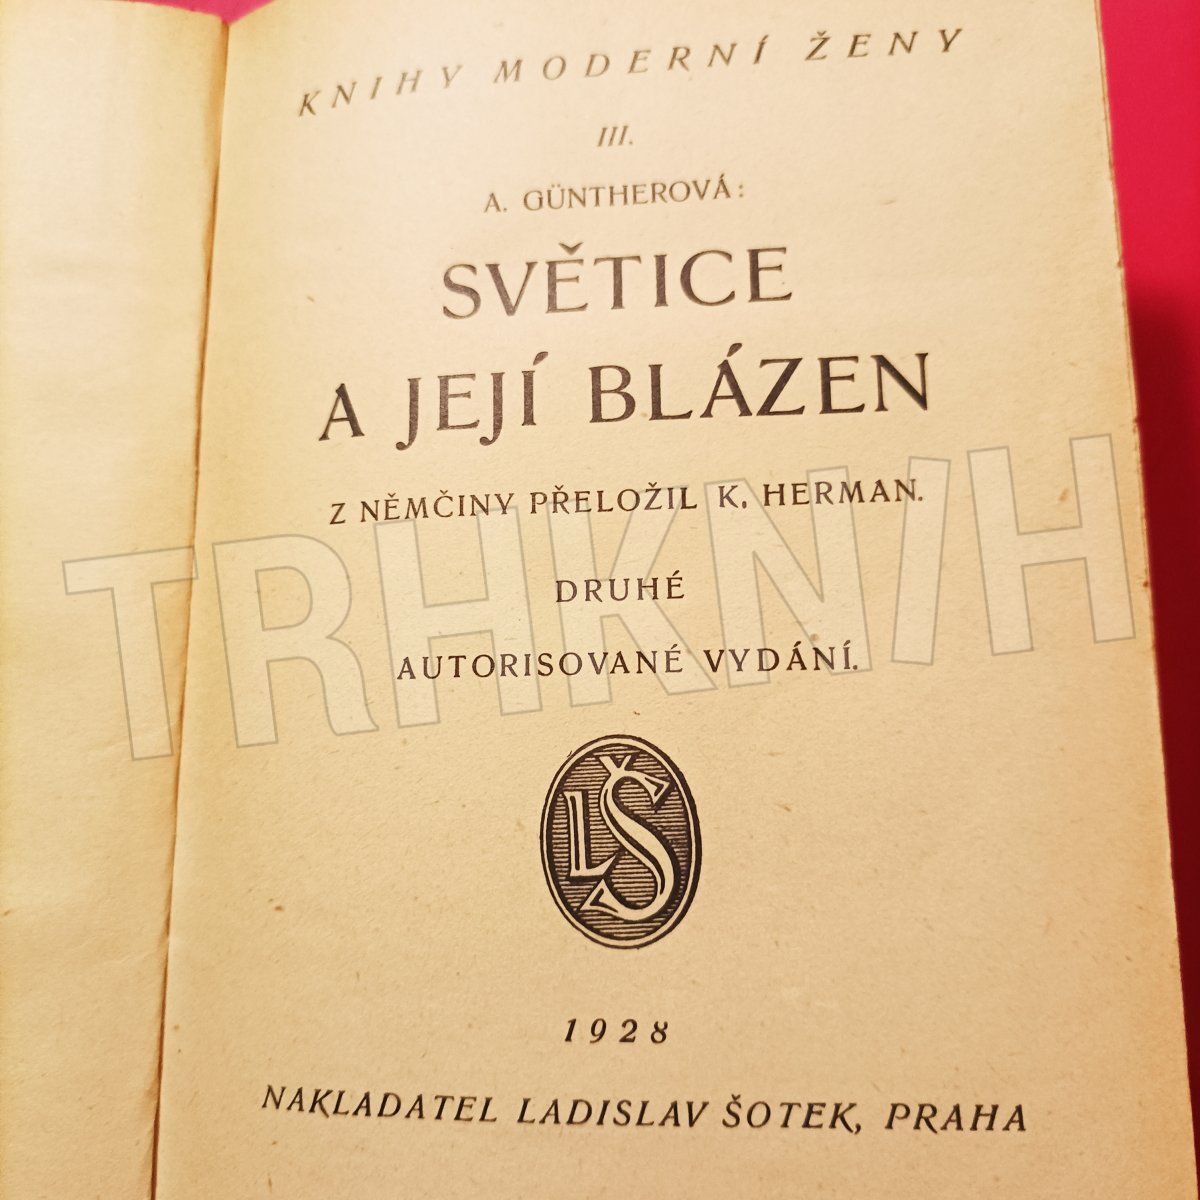 KNIHY MODERNÍ ŽENY
III.
A. GÜNTHEROVÁ:
SVĚTICE
A JEJÍ BLÁZEN
Z NĚMČINY PŘELOŽIL K. HERMAN.
TRHKNIH
DRUHÉ
AUTORISOVANÉ VYDÁNÍ.
LŠ
1928
NAKLADATEL LADISLAV ŠOTEK, PRAHA